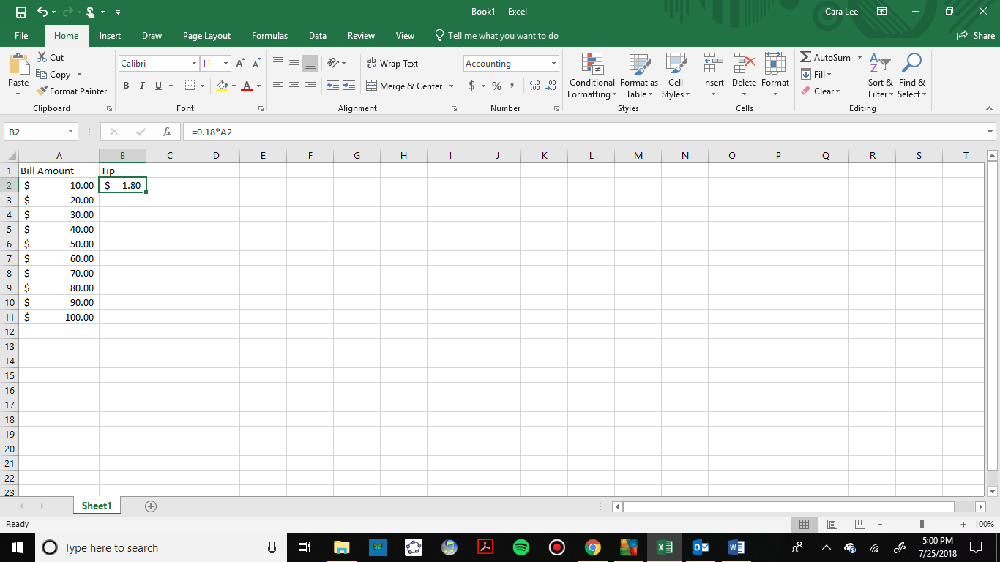 Book1 - Excel
Cara Lee
File Home Insert Draw Page Layout Formulas Data Review View Tell me what you want to do Share
Paste
Cut
Copy
Format Painter
Clipboard
Calibri 11
B I U
Font
Wrap Text
Merge & Center
Alignment
Accounting
$ % ,
Number
Conditional Formatting
Format as Table
Cell Styles
Styles
Insert Delete Format
Cells
AutoSum
Fill
Clear
Sort & Filter
Find & Select
Editing
B2 fx =0.18*A2
A B C D E F G H I J K L M N O P Q R S T
1 Bill Amount Tip
2 $ 10.00 $ 1.80
3 $ 20.00
4 $ 30.00
5 $ 40.00
6 $ 50.00
7 $ 60.00
8 $ 70.00
9 $ 80.00
10 $ 90.00
11 $ 100.00
12
13
14
15
16
17
18
19
20
21
22
23
Sheet1
Ready
100%
Type here to search
5:00 PM
7/25/2018